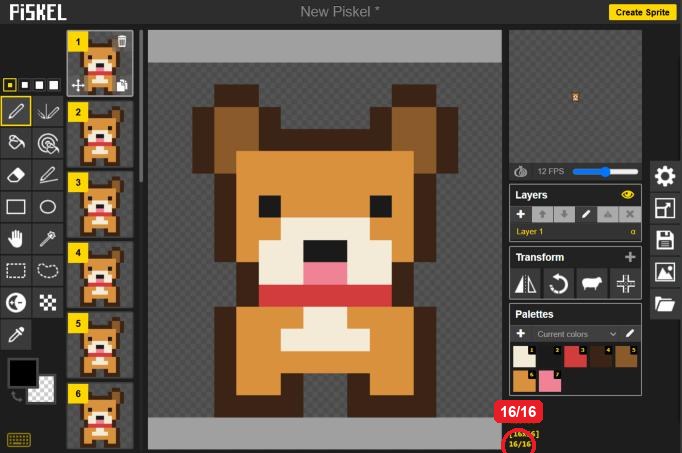 PiSKEL
New Piskel *
Create Sprite
1
2
3
4
5
6
12 FPS
Layers
Layer 1
α
Transform
Palettes
Current colors
1
2
3
4
5
6
7
16/16
[16x16]
16/16